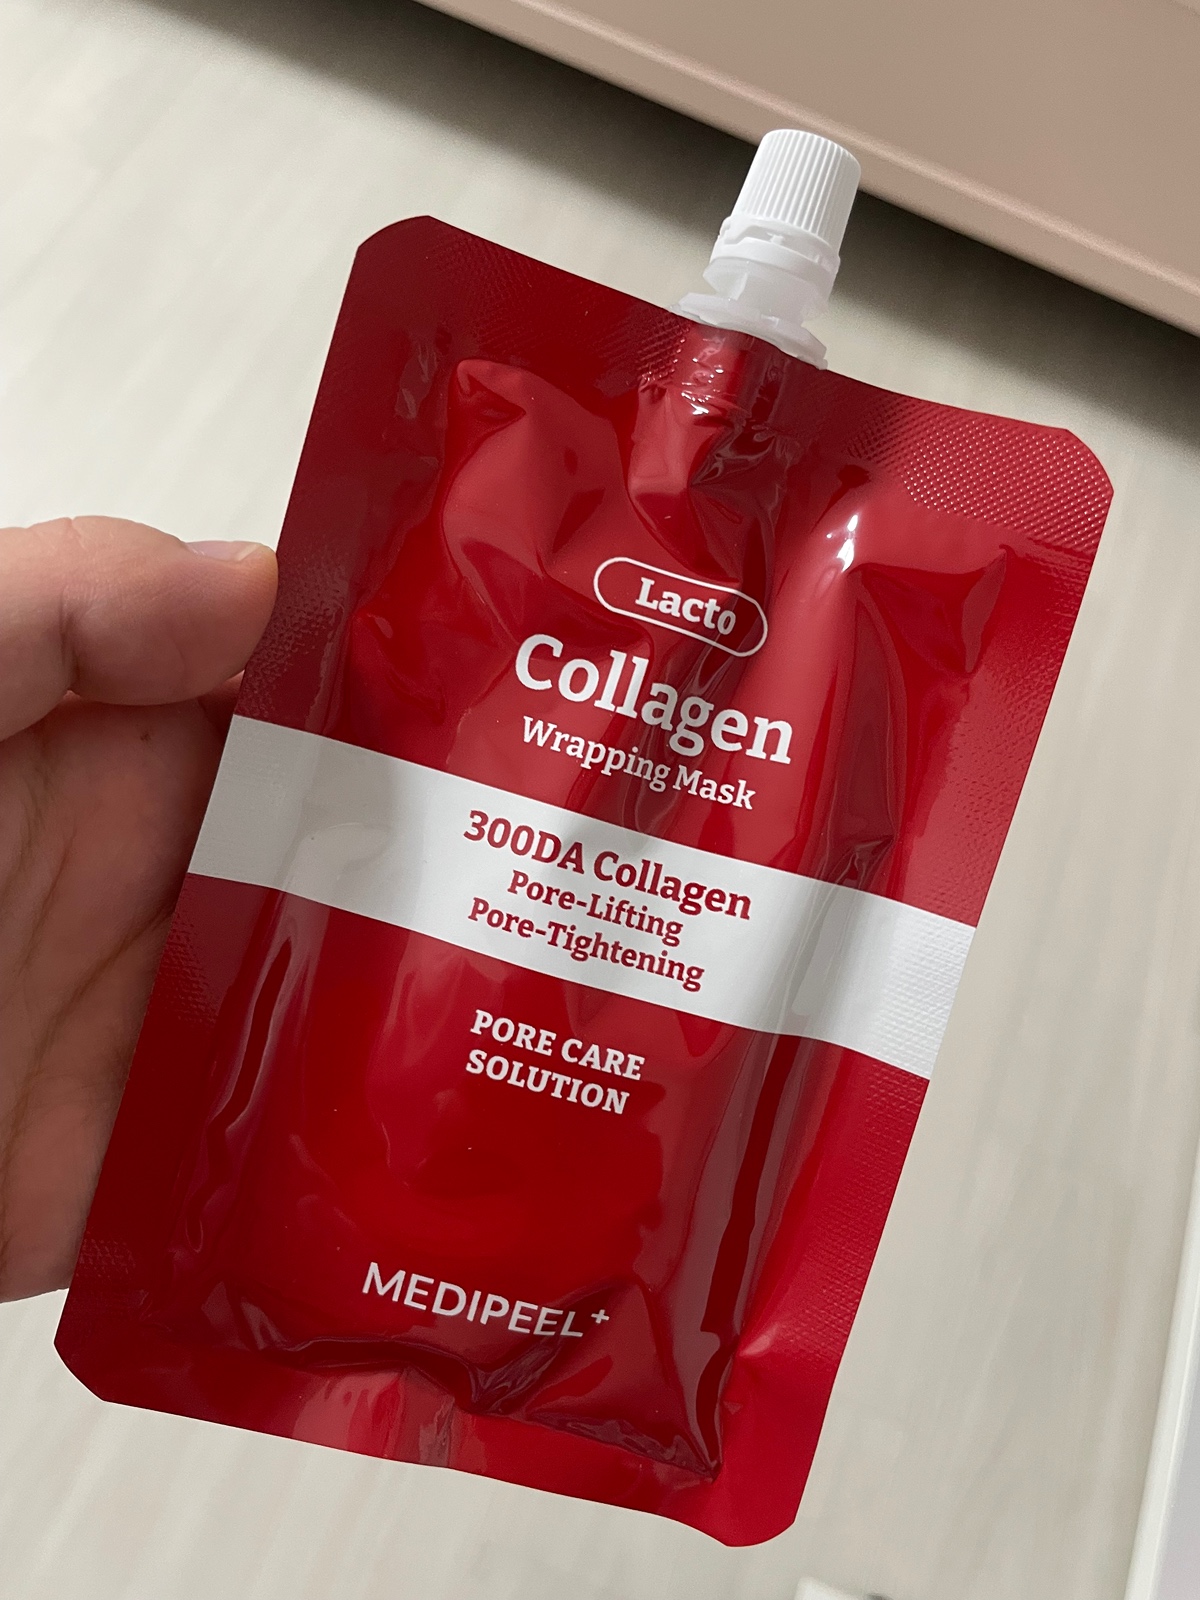 Lacto
Collagen
Wrapping Mask
300DA Collagen
Pore-Lifting
Pore-Tightening
PORE CARE
SOLUTION
MEDIPEEL+